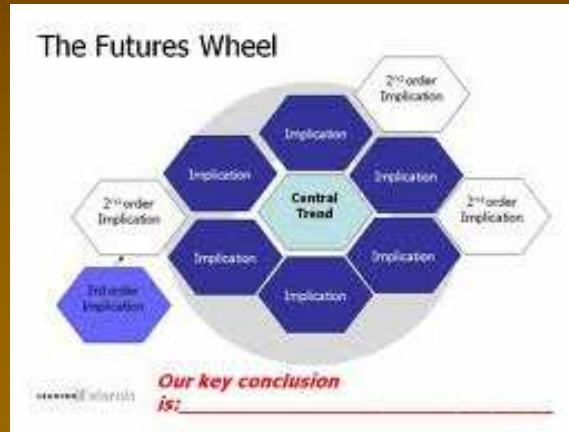 The Futures Wheel
2nd order
Implication
Implication
Implication
Implication
Central
Trend
2nd order
Implication
2nd order
Implication
Implication
Implication
3rd order
Implication
Implication
Our key conclusion
is: